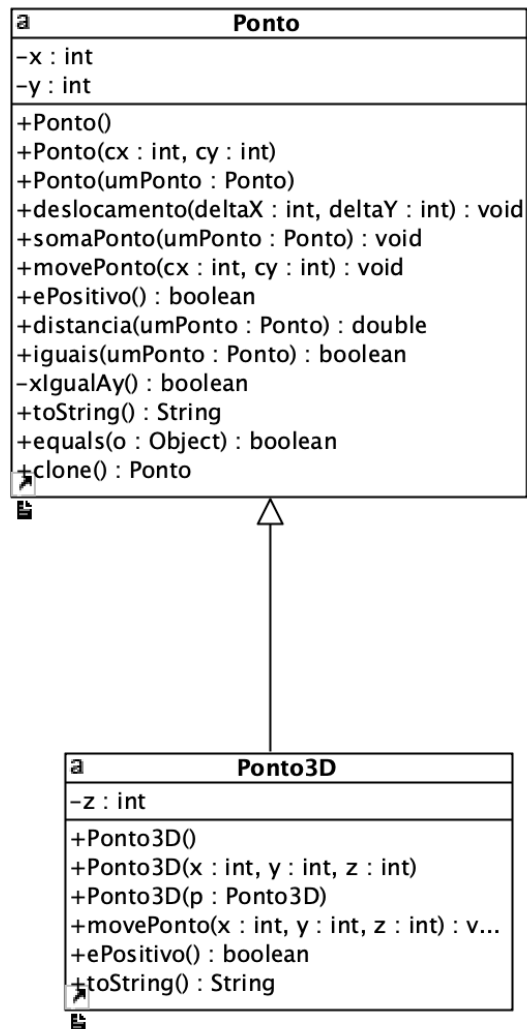 a Ponto
-x : int
-y : int
+Ponto()
+Ponto(cx : int, cy : int)
+Ponto(umPonto : Ponto)
+deslocamento(deltaX : int, deltaY : int) : void
+somaPonto(umPonto : Ponto) : void
+movePonto(cx : int, cy : int) : void
+ePositivo() : boolean
+distancia(umPonto : Ponto) : double
+iguais(umPonto : Ponto) : boolean
-xIgualAy() : boolean
+toString() : String
+equals(o : Object) : boolean
+clone() : Ponto
a Ponto3D
-z : int
+Ponto3D()
+Ponto3D(x : int, y : int, z : int)
+Ponto3D(p : Ponto3D)
+movePonto(x : int, y : int, z : int) : v...
+ePositivo() : boolean
+toString() : String